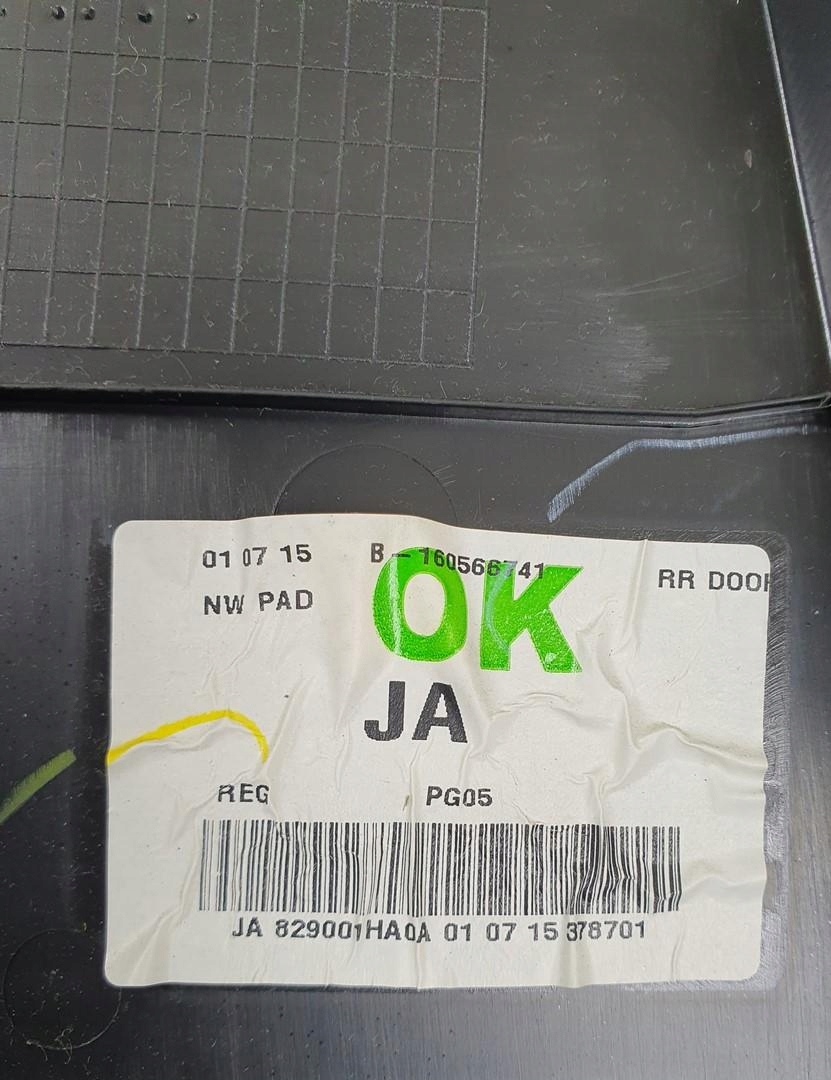 01 07 15 B - 160566741 RR DOOR
NW PAD
OK
JA
REG PG05
JA 829001HA0A 01 07 15 378701